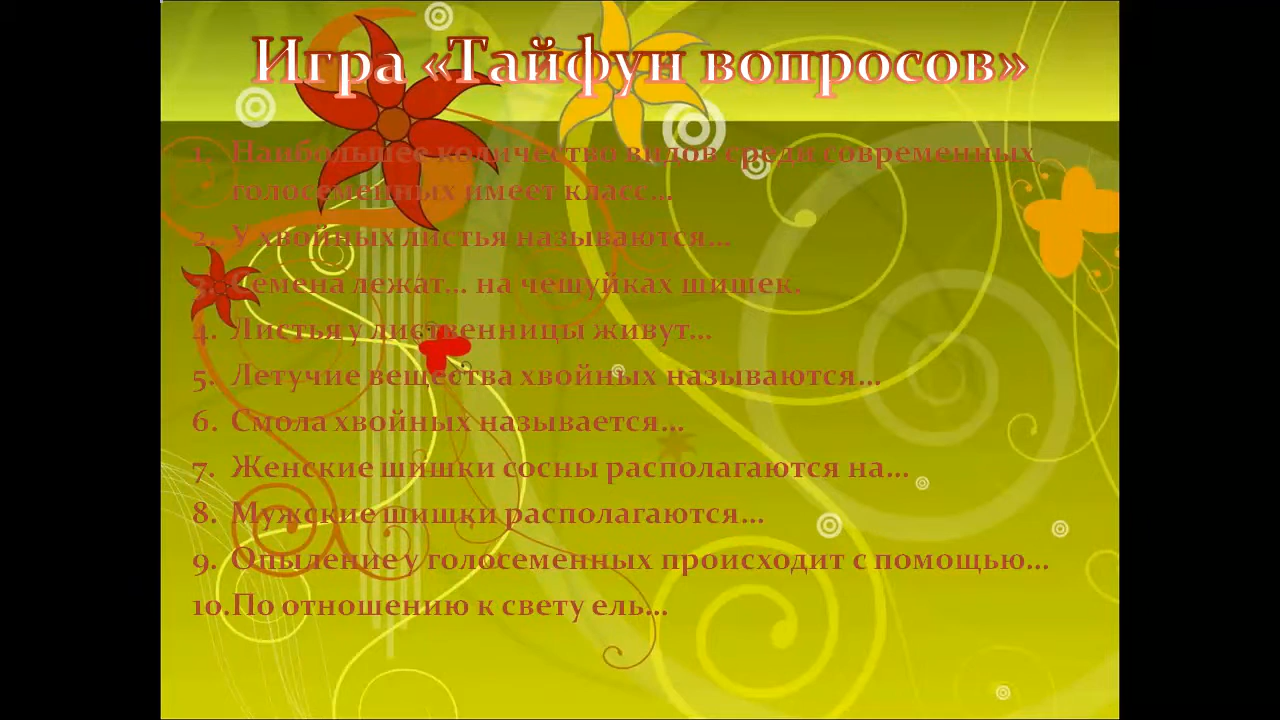 Игра «Тайфун вопросов»
1. Наибольшее количество видов среди современных
голосеменных имеет класс...
2. У хвойных листья называются...
3. Семена лежат... на чешуйках шишек.
4. Листья у лиственницы живут...
5. Летучие вещества хвойных называются...
6. Смола хвойных называется...
7. Женские шишки сосны располагаются на...
8. Мужские шишки располагаются...
9. Опыление у голосеменных происходит с помощью...
10.По отношению к свету ель...